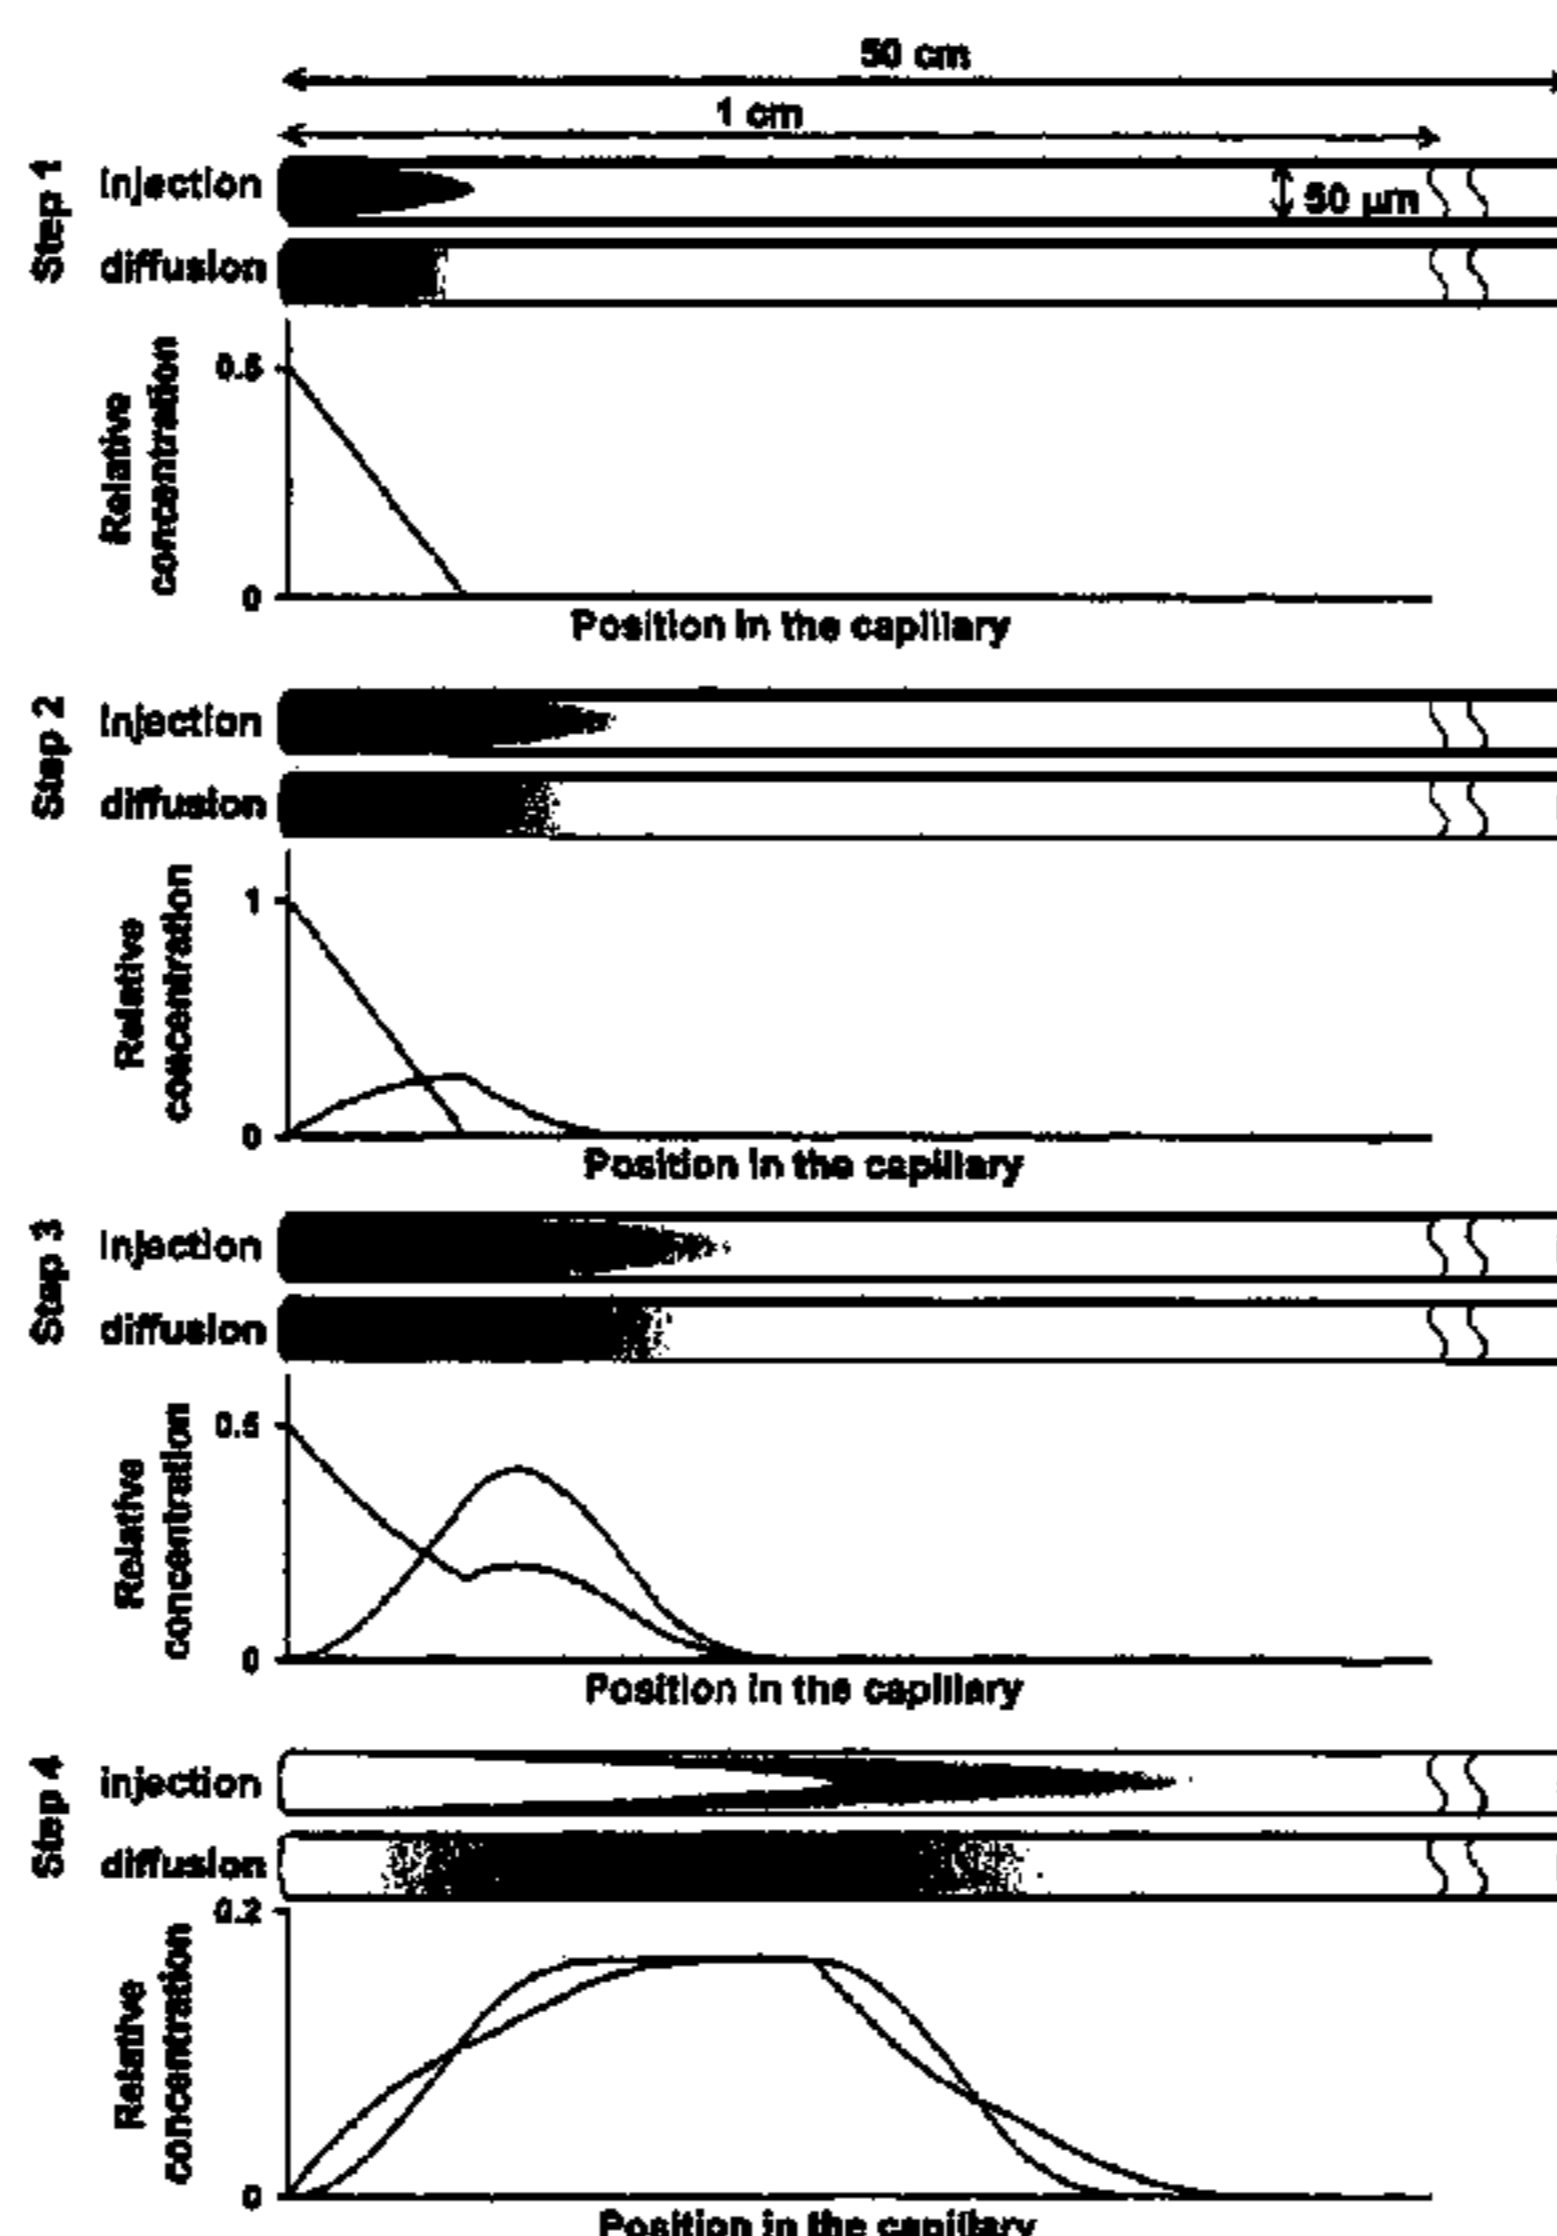 50 cm
1 cm
Step 1
injection
50 µm
diffusion
Relative
concentration
0.5
0
Position in the capillary
Step 2
injection
diffusion
Relative
concentration
1
0
Position in the capillary
Step 3
injection
diffusion
Relative
concentration
0.5
0
Position in the capillary
Step 4
injection
diffusion
Relative
concentration
0.2
0
Position in the capillary